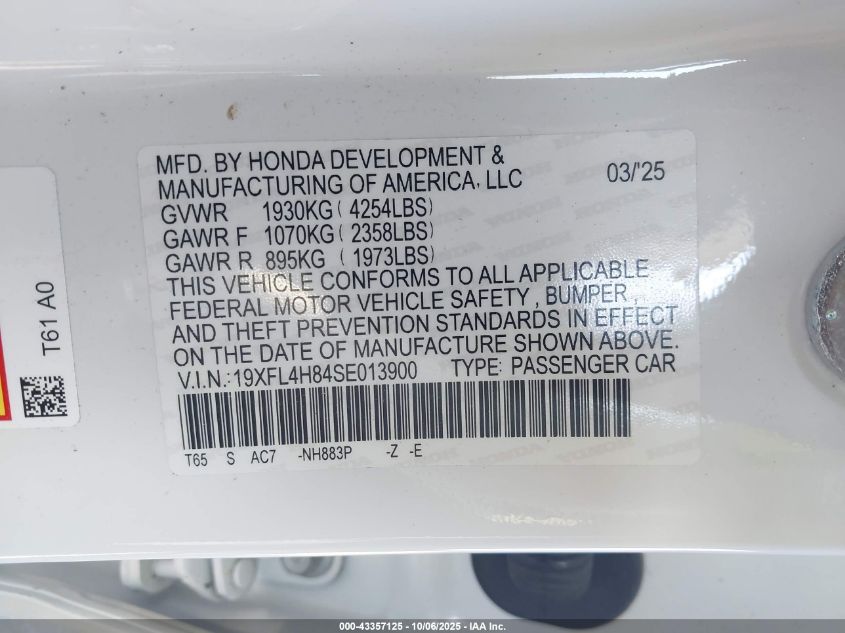 MFD. BY HONDA DEVELOPMENT &
MANUFACTURING OF AMERICA, LLC 03/'25
GVWR 1930KG ( 4254LBS)
GAWR F 1070KG ( 2358LBS)
GAWR R 895KG ( 1973LBS)
THIS VEHICLE CONFORMS TO ALL APPLICABLE
FEDERAL MOTOR VEHICLE SAFETY , BUMPER ,
AND THEFT PREVENTION STANDARDS IN EFFECT
ON THE DATE OF MANUFACTURE SHOWN ABOVE.
V.I.N.:19XFL4H84SE013900 TYPE: PASSENGER CAR
T65 S AC7 -NH883P -Z -E
T61 A0
000-43357125 - 10/06/2025 - IAA Inc.